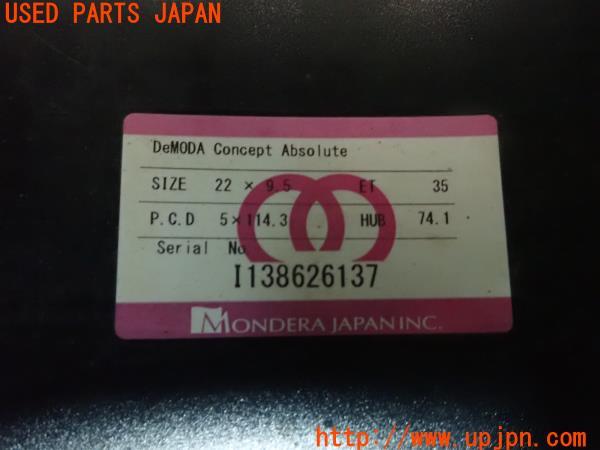 USED PARTS JAPAN
DeMODA Concept Absolute
SIZE 22 × 9.5 ET 35
P.C.D 5×114.3 HUB 74.1
Serial No
I138626137
MONDERA JAPAN INC.
http://www.upjpn.com/